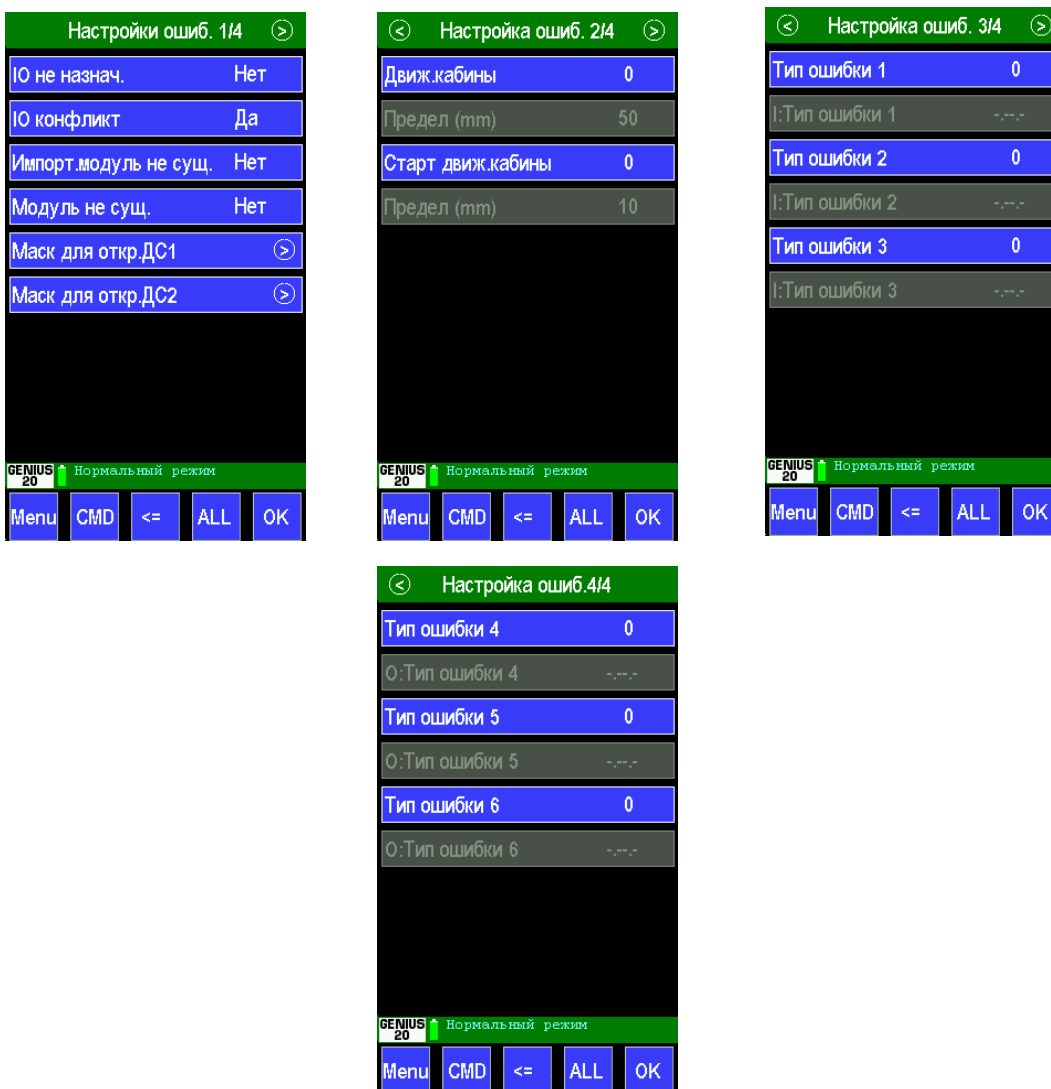 Настройки ошиб. 1/4 >
IO не назнач. Нет
IO конфликт Да
Импорт.модуль не сущ. Нет
Модуль не сущ. Нет
Маск для откр.ДС1 >
Маск для откр.ДС2 >
GENIUS 20 Нормальный режим
Menu CMD <= ALL OK
< Настройка ошиб. 2/4 >
Движ.кабины 0
Предел (mm) 50
Старт движ.кабины 0
Предел (mm) 10
GENIUS 20 Нормальный режим
Menu CMD <= ALL OK
< Настройка ошиб. 3/4 >
Тип ошибки 1 0
I:Тип ошибки 1 -.--.-
Тип ошибки 2 0
I:Тип ошибки 2 -.--.-
Тип ошибки 3 0
I:Тип ошибки 3 -.--.-
GENIUS 20 Нормальный режим
Menu CMD <= ALL OK
< Настройка ошиб.4/4
Тип ошибки 4 0
O:Тип ошибки 4 -.--.-
Тип ошибки 5 0
O:Тип ошибки 5 -.--.-
Тип ошибки 6 0
O:Тип ошибки 6 -.--.-
GENIUS 20 Нормальный режим
Menu CMD <= ALL OK